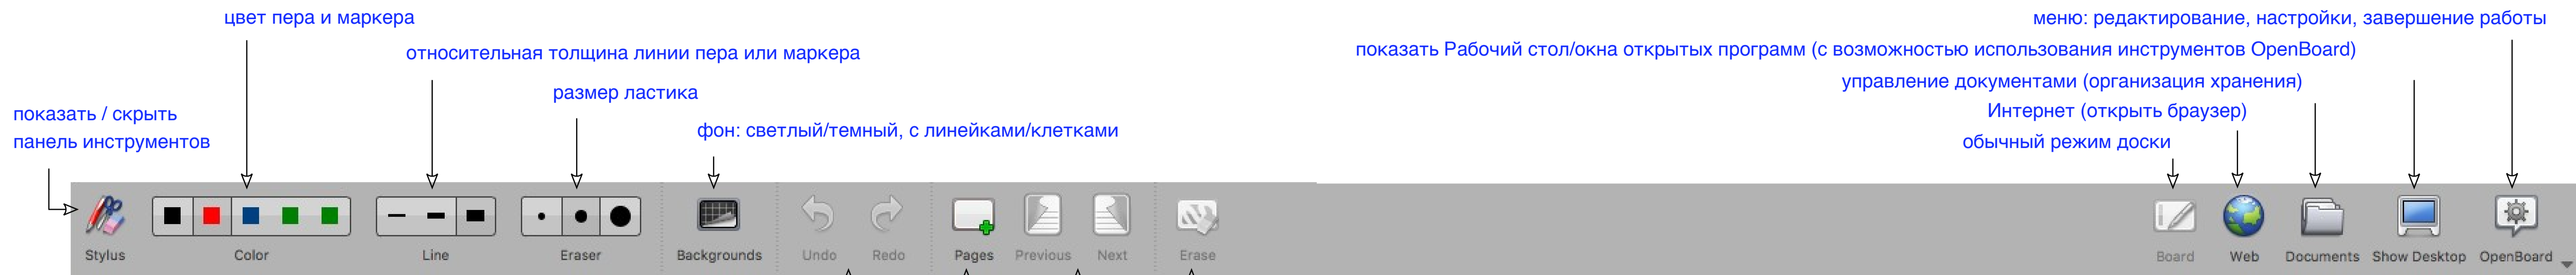 цвет пера и маркера
меню: редактирование, настройки, завершение работы
относительная толщина линии пера или маркера
показать Рабочий стол/окна открытых программ (с возможностью использования инструментов OpenBoard)
управление документами (организация хранения)
размер ластика
показать / скрыть
панель инструментов
Интернет (открыть браузер)
фон: светлый/темный, с линейками/клетками
обычный режим доски
Stylus
Color
Line
Eraser
Backgrounds
Undo
Redo
Pages
Previous
Next
Erase
Board
Web
Documents
Show Desktop
OpenBoard